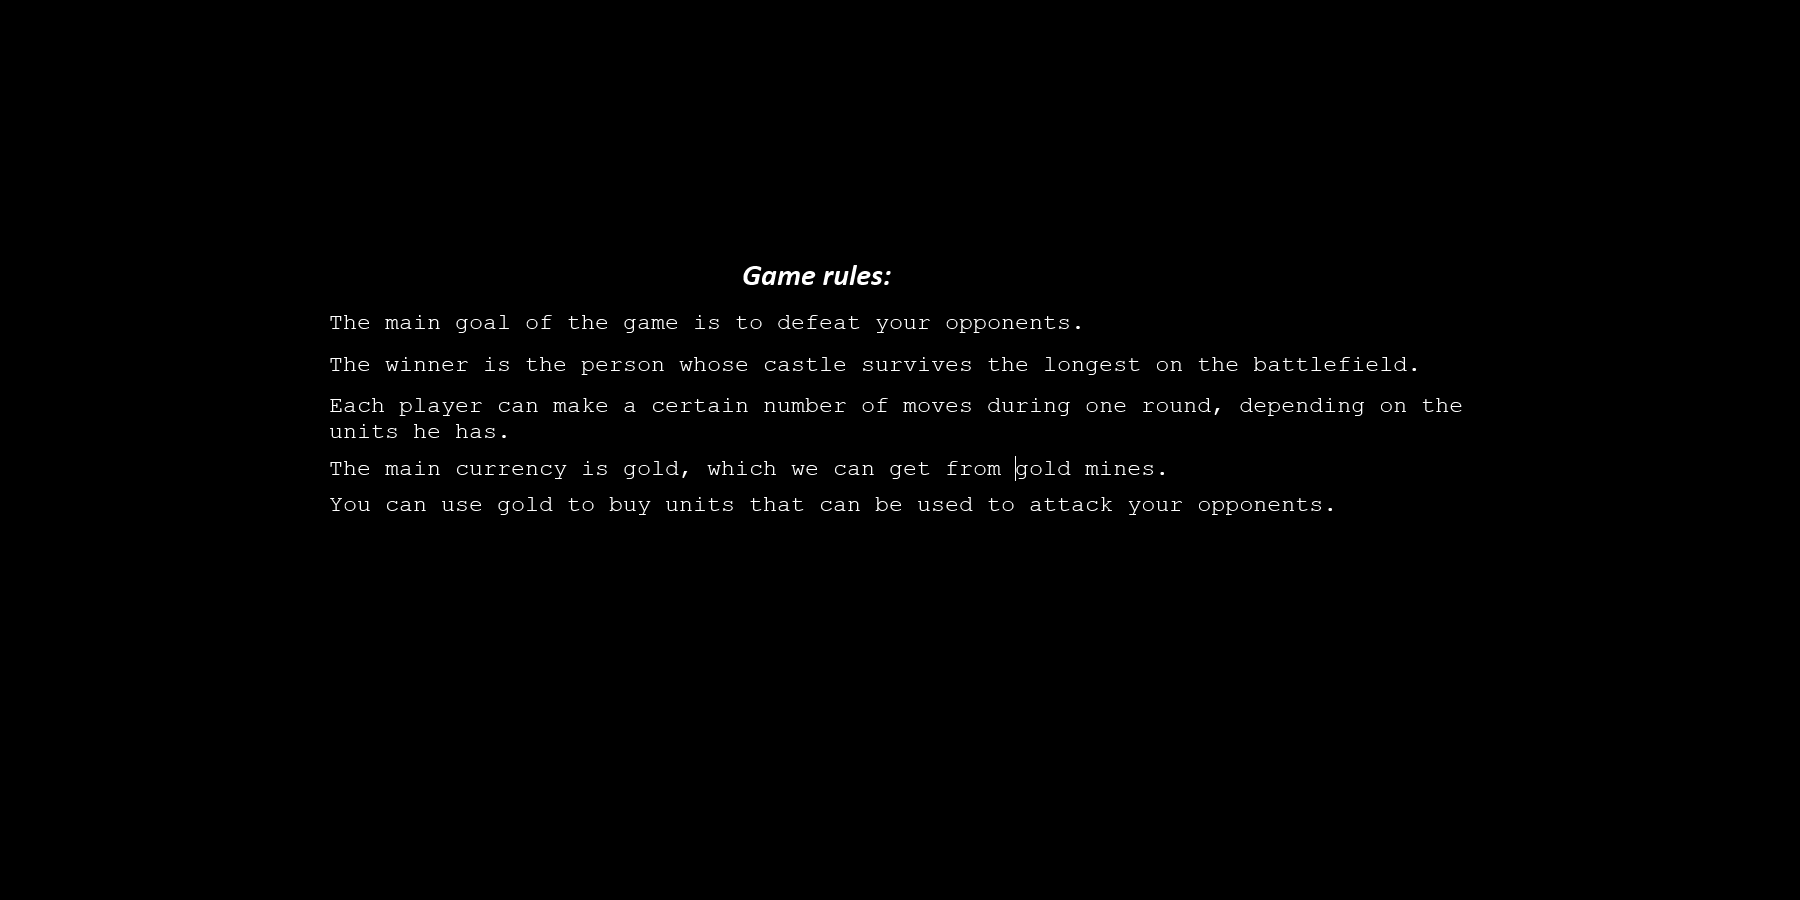 Game rules:
The main goal of the game is to defeat your opponents.
The winner is the person whose castle survives the longest on the battlefield.
Each player can make a certain number of moves during one round, depending on the
units he has.
The main currency is gold, which we can get from gold mines.
You can use gold to buy units that can be used to attack your opponents.